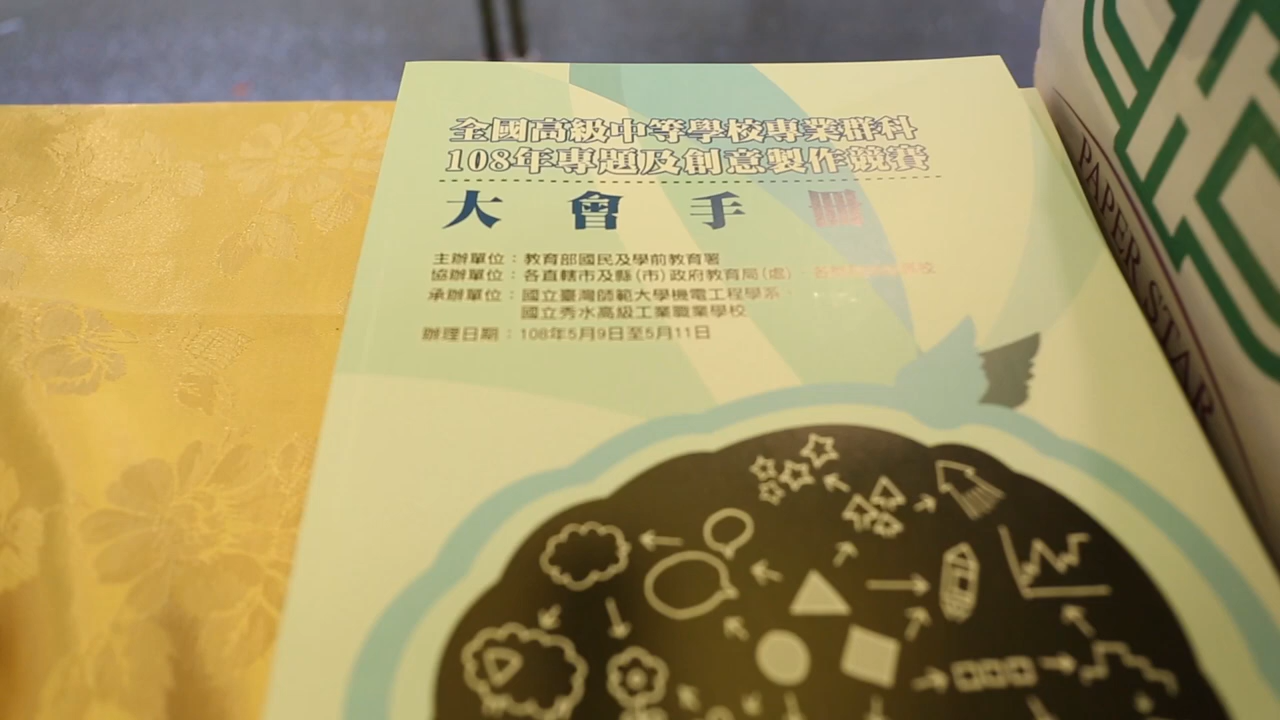 全國高級中等學校專業群科
108年專題及創意製作競賽
大會手冊
主辦單位：教育部國民及學前教育署
協辦單位：各直轄市及縣(市)政府教育局(處)、
承辦單位：國立臺灣師範大學機電工程學系、
國立秀水高級工業職業學校
辦理日期：108年5月9日至5月11日
PAPER STAR